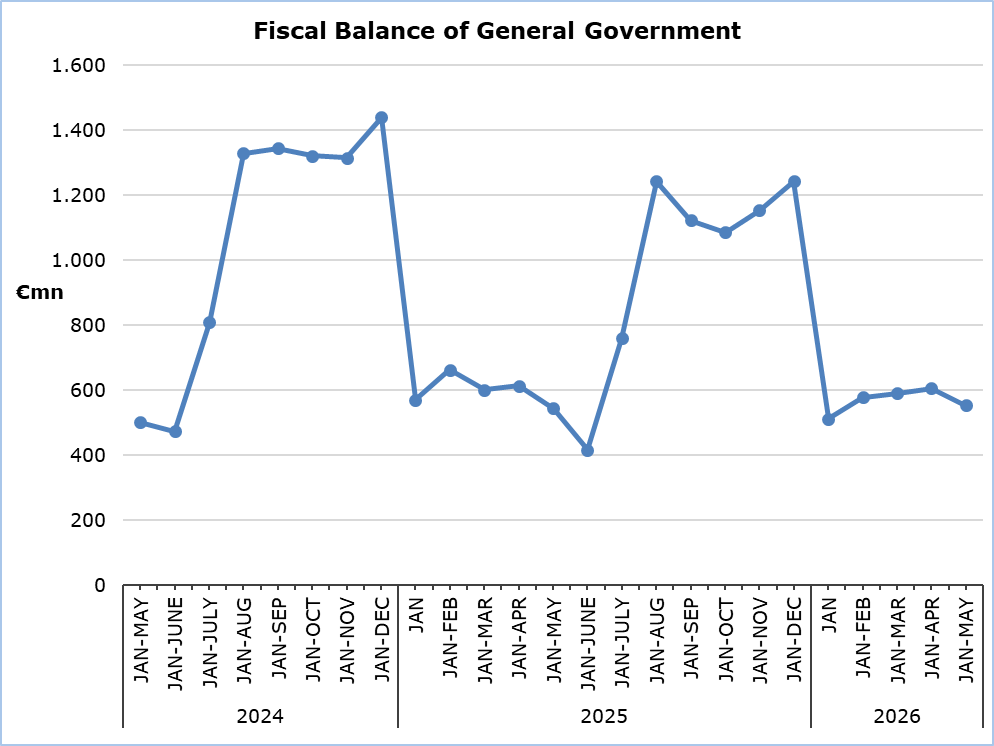 Fiscal Balance of General Government
1.600
1.400
1.200
1.000
€mn
800
600
400
200
0
JAN-MAY
JAN-JUNE
JAN-JULY
JAN-AUG
JAN-SEP
JAN-OCT
JAN-NOV
JAN-DEC
JAN
JAN-FEB
JAN-MAR
JAN-APR
JAN-MAY
JAN-JUNE
JAN-JULY
JAN-AUG
JAN-SEP
JAN-OCT
JAN-NOV
JAN-DEC
JAN
JAN-FEB
JAN-MAR
JAN-APR
JAN-MAY
2024
2025
2026